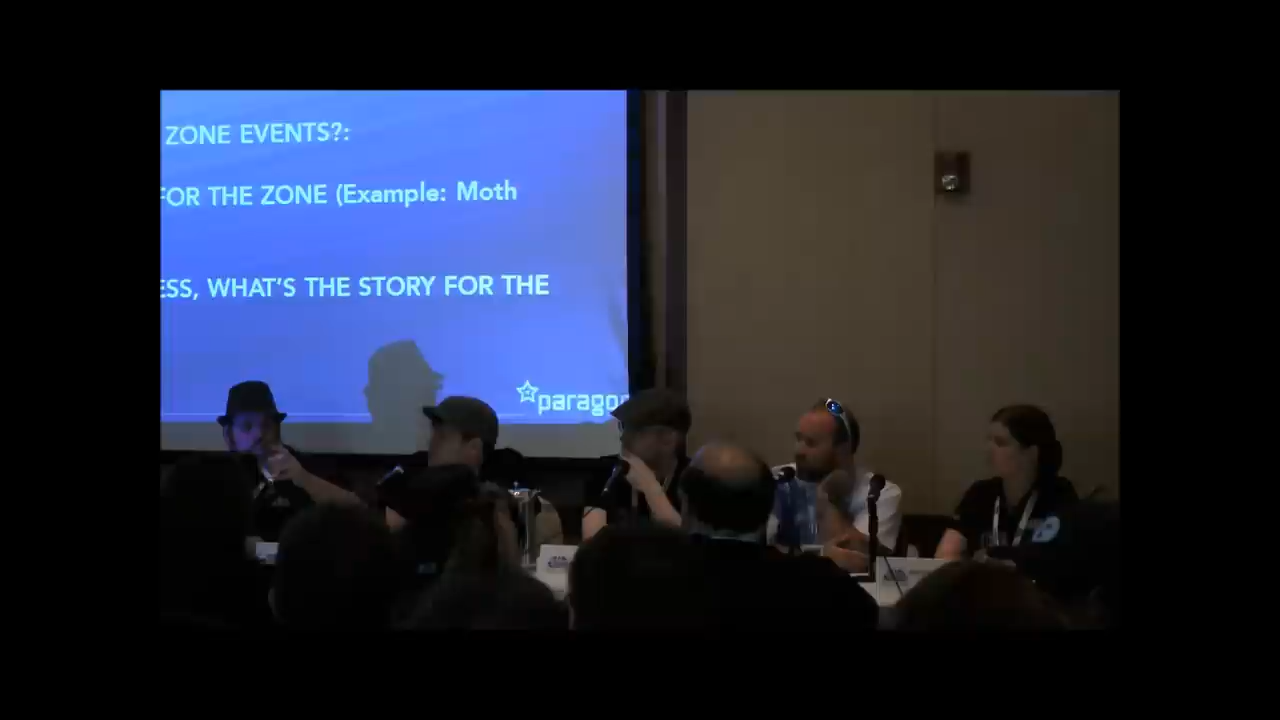 ZONE EVENTS?:
FOR THE ZONE (Example: Moth
ESS, WHAT'S THE STORY FOR THE
paragon